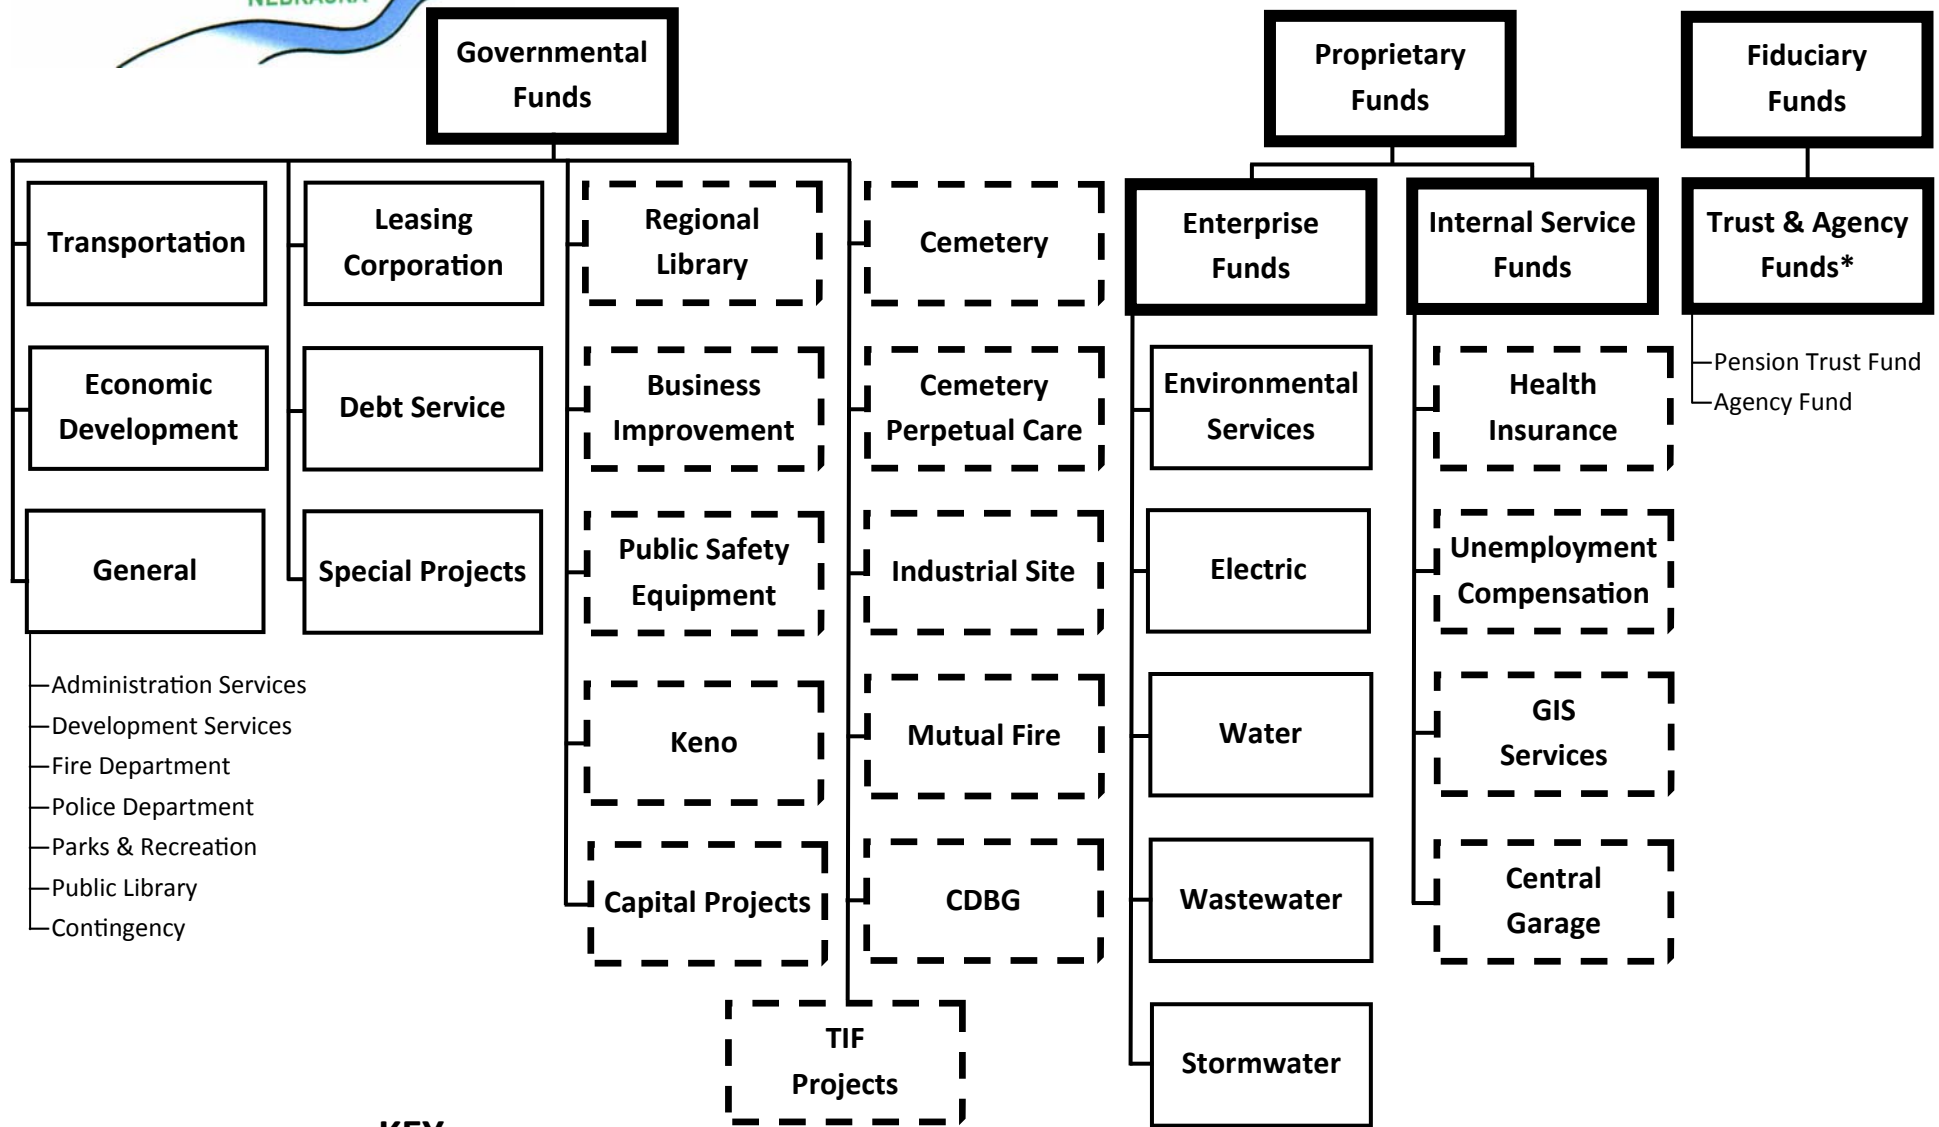 NEBRASKA
Governmental
Funds
Proprietary
Funds
Fiduciary
Funds
Transportation
Economic
Development
General
Administration Services
Development Services
Fire Department
Police Department
Parks & Recreation
Public Library
Contingency
Leasing
Corporation
Debt Service
Special Projects
Regional
Library
Business
Improvement
Public Safety
Equipment
Keno
Capital Projects
Cemetery
Cemetery
Perpetual Care
Industrial Site
Mutual Fire
CDBG
TIF
Projects
Enterprise
Funds
Environmental
Services
Electric
Water
Wastewater
Stormwater
Internal Service
Funds
Health
Insurance
Unemployment
Compensation
GIS
Services
Central
Garage
Trust & Agency
Funds*
Pension Trust Fund
Agency Fund
KEY